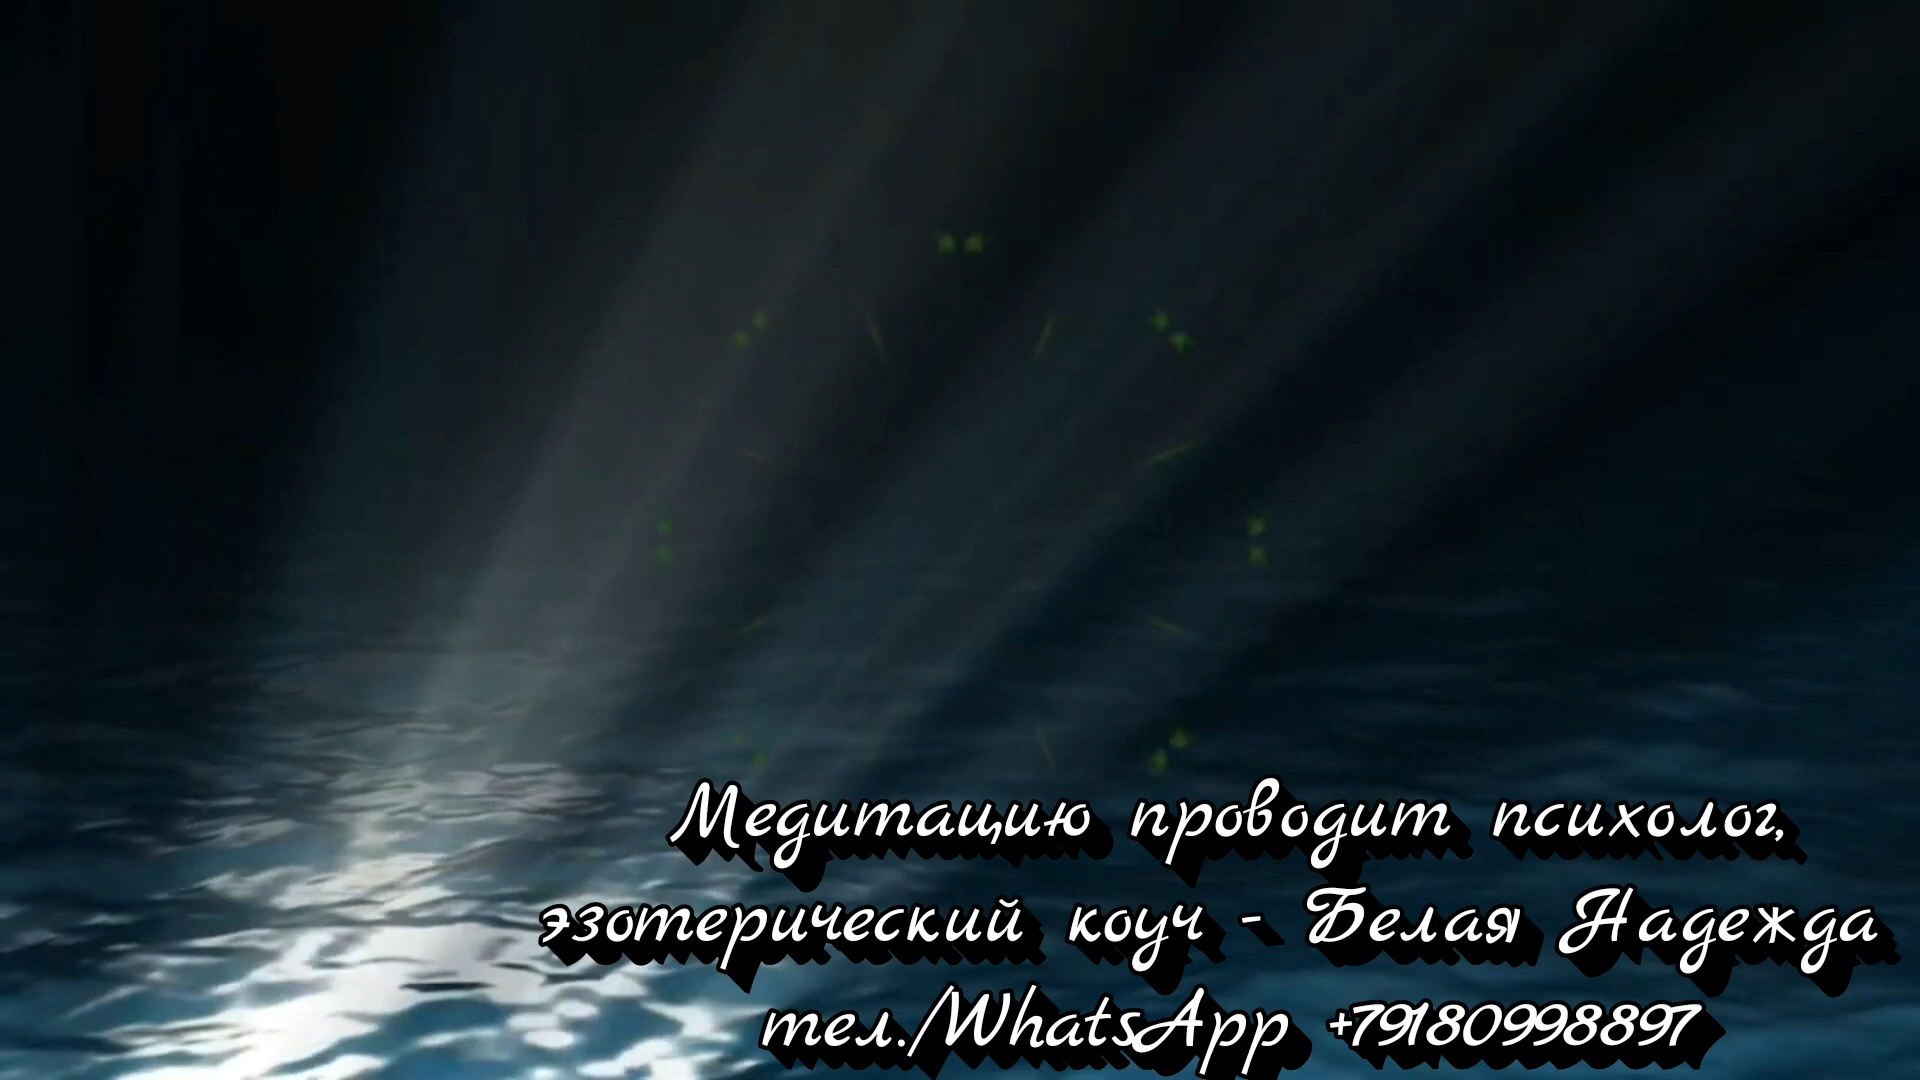 Медитацию проводит психолог,
эзотерический коуч - Белая Надежда
тел./WhatsApp +79180998897